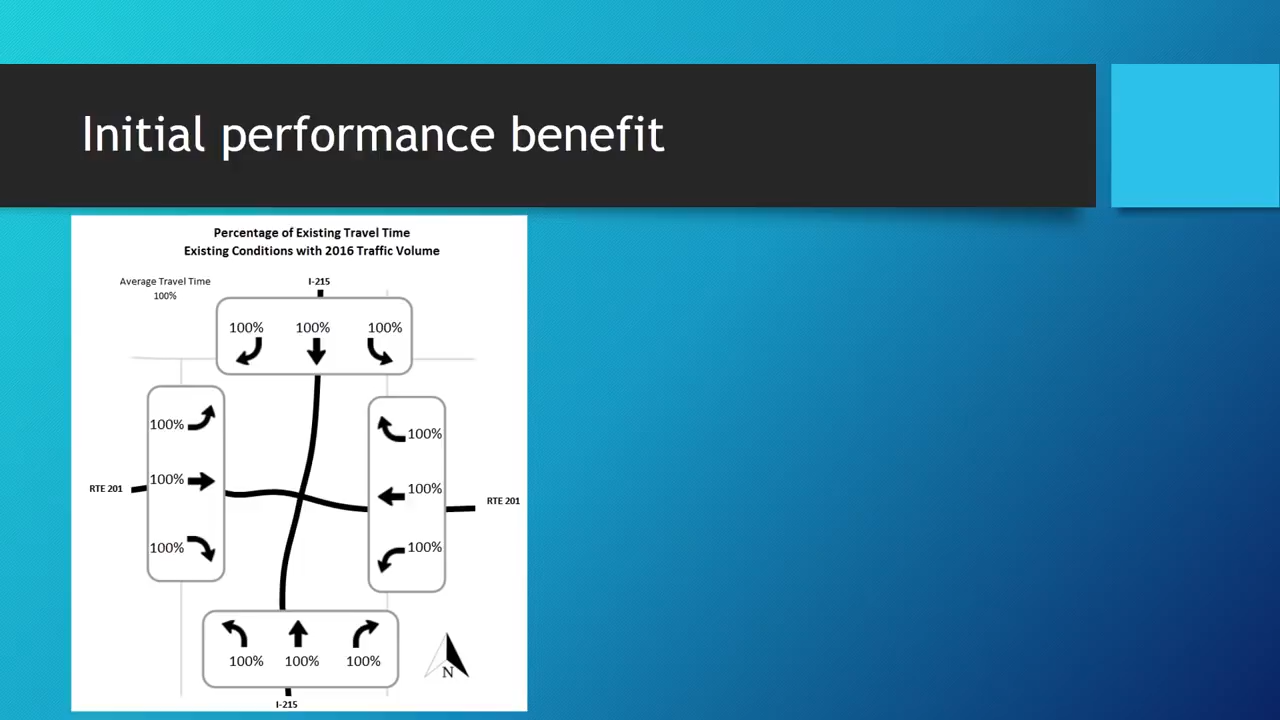 Initial performance benefit
Percentage of Existing Travel Time
Existing Conditions with 2016 Traffic Volume
Average Travel Time
100%
I-215
100% 100% 100%
100%
100%
100%
100%
100%
100%
RTE 201
RTE 201
100% 100% 100%
N
I-215